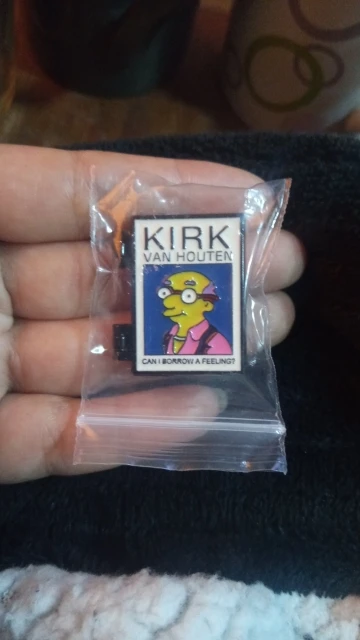 KIRK
VAN HOUTEN
CAN I BORROW A FEELING?